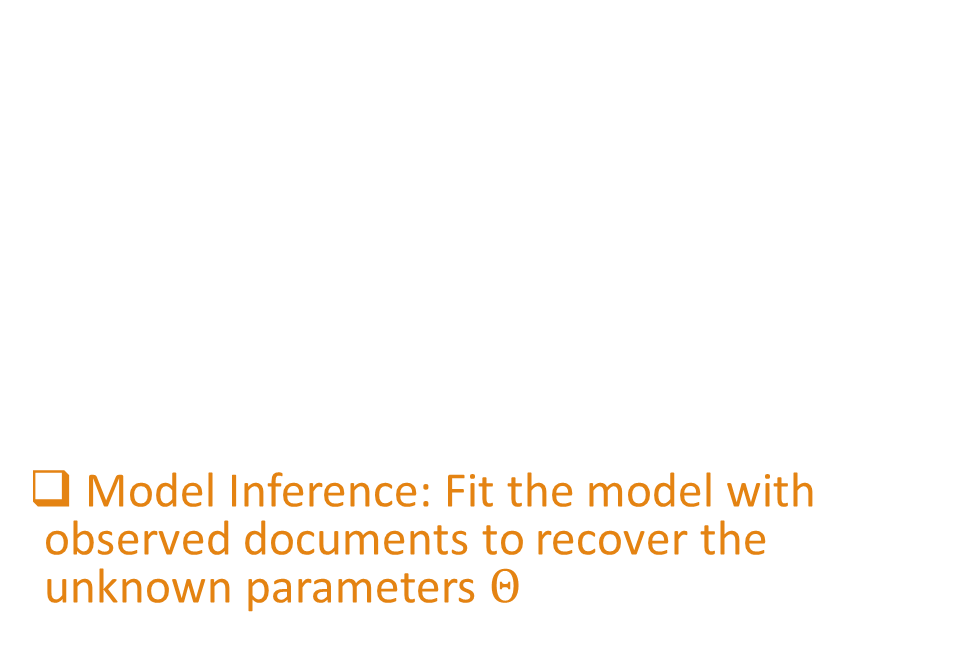 ❑ Model Inference: Fit the model with
observed documents to recover the
unknown parameters Θ